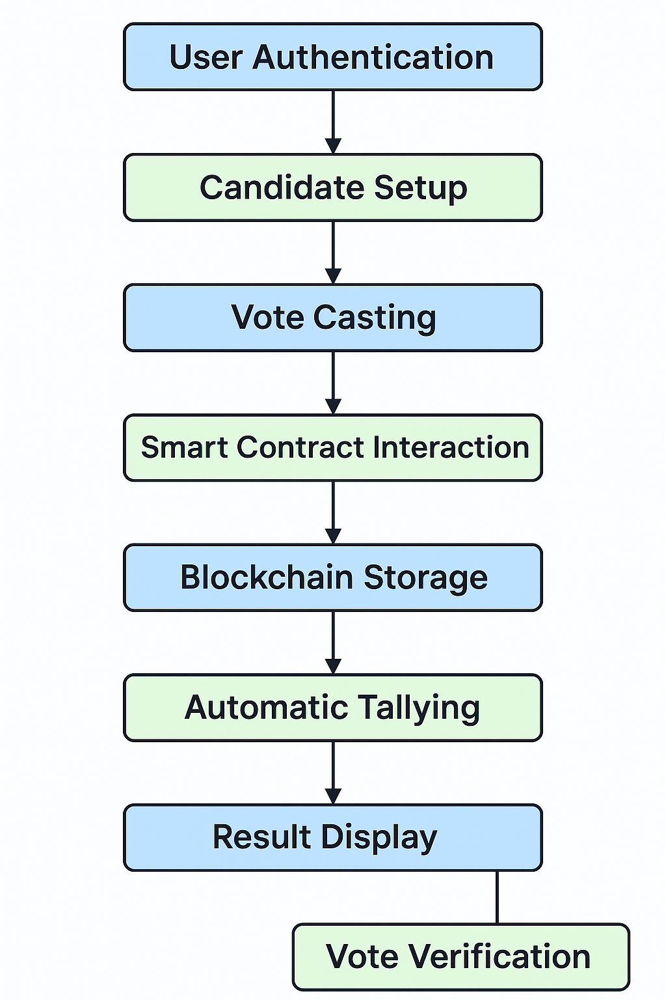 User Authentication
Candidate Setup
Vote Casting
Smart Contract Interaction
Blockchain Storage
Automatic Tallying
Result Display
Vote Verification